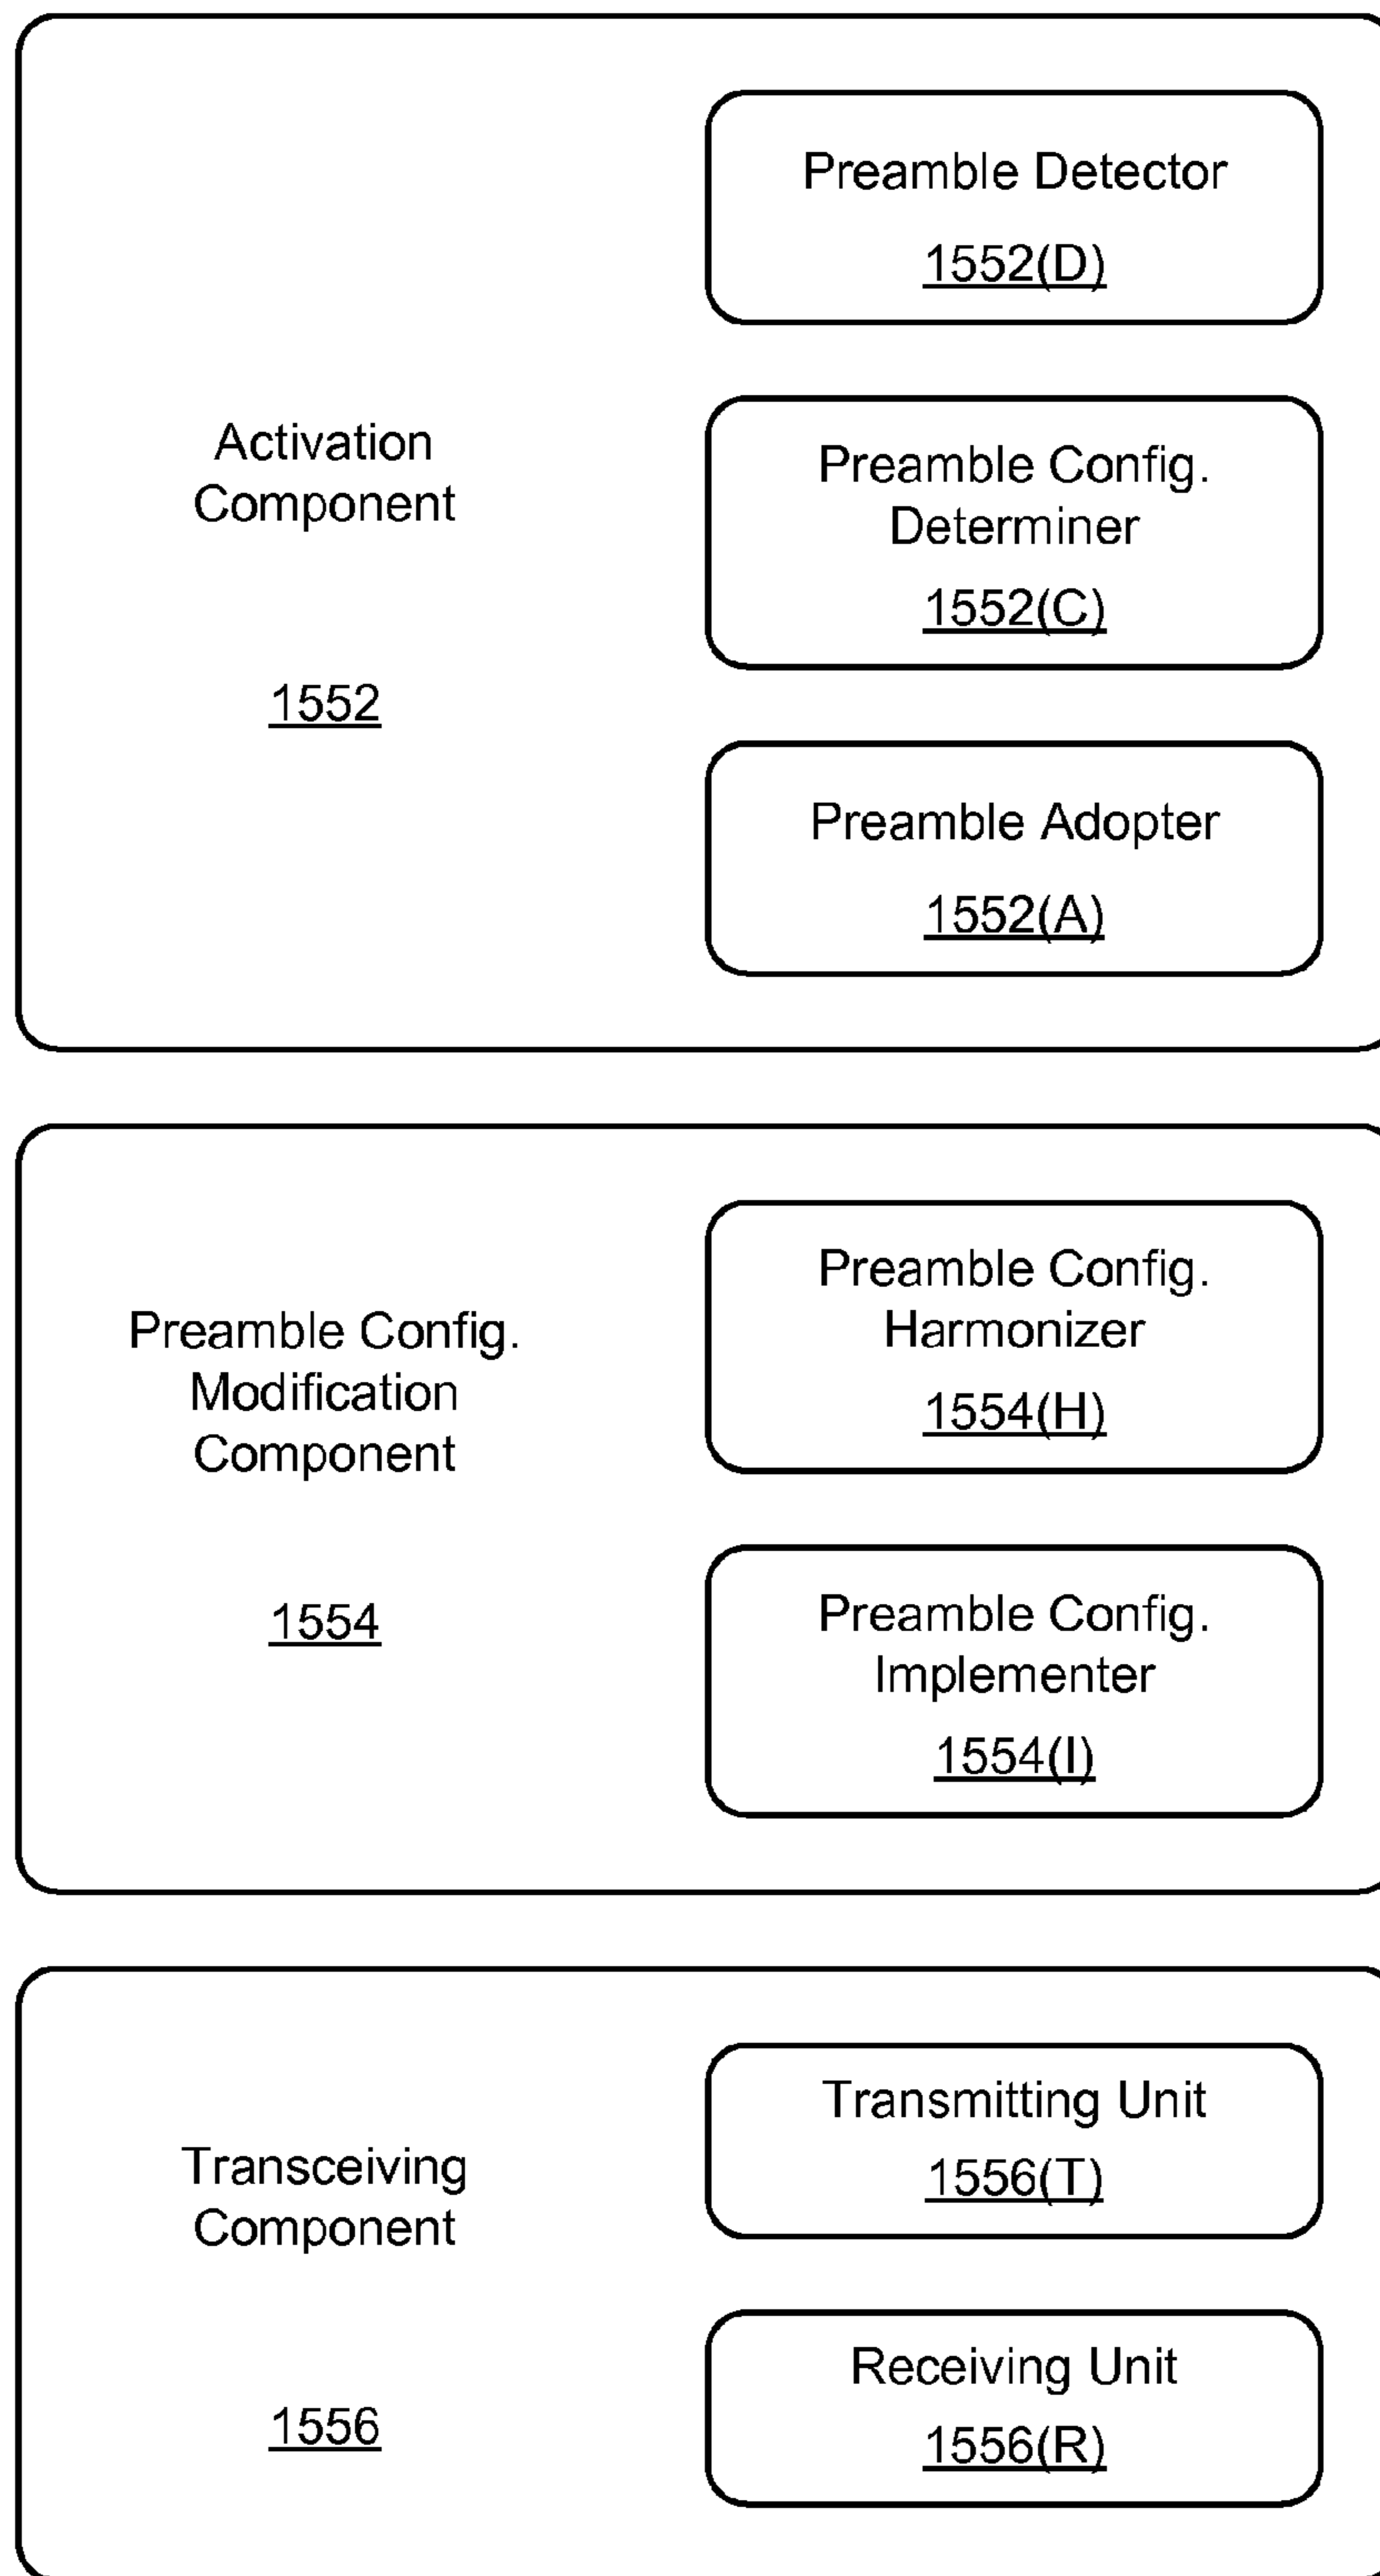 Activation
Component
1552
Preamble Detector
1552(D)
Preamble Config.
Determiner
1552(C)
Preamble Adopter
1552(A)
Preamble Config.
Modification
Component
1554
Preamble Config.
Harmonizer
1554(H)
Preamble Config.
Implementer
1554(I)
Transceiving
Component
1556
Transmitting Unit
1556(T)
Receiving Unit
1556(R)